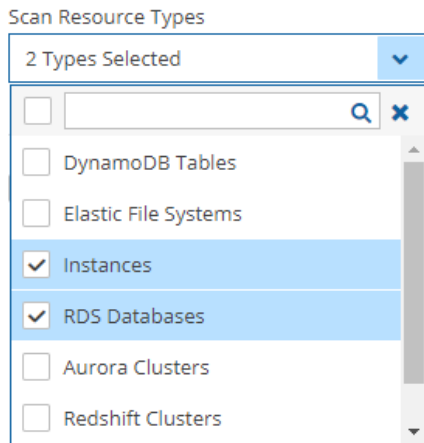 Scan Resource Types
2 Types Selected
DynamoDB Tables
Elastic File Systems
Instances
RDS Databases
Aurora Clusters
Redshift Clusters